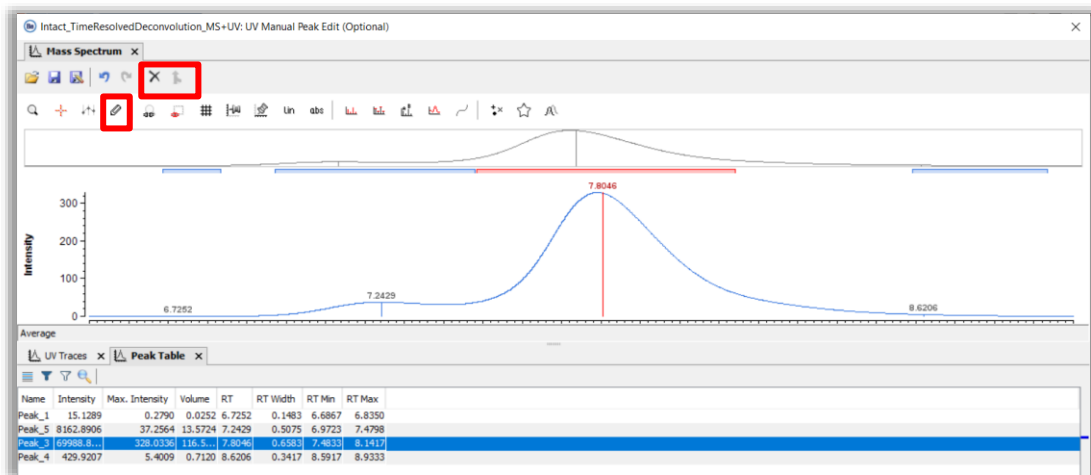 Intact_TimeResolvedDeconvolution_MS+UV: UV Manual Peak Edit (Optional)
Mass Spectrum
lin abs
7.8046
300
200
100
0
Intensity
6.7252
7.2429
8.6206
Average
UV Traces Peak Table
Name Intensity Max. Intensity Volume RT RT Width RT Min RT Max
Peak_1 15.1289 0.2790 0.0252 6.7252 0.1483 6.6867 6.8350
Peak_5 8162.8906 37.2564 13.5724 7.2429 0.5075 6.9723 7.4798
Peak_3 69988.8... 328.0336 116.5... 7.8046 0.6583 7.4833 8.1417
Peak_4 429.9207 5.4009 0.7120 8.6206 0.3417 8.5917 8.9333